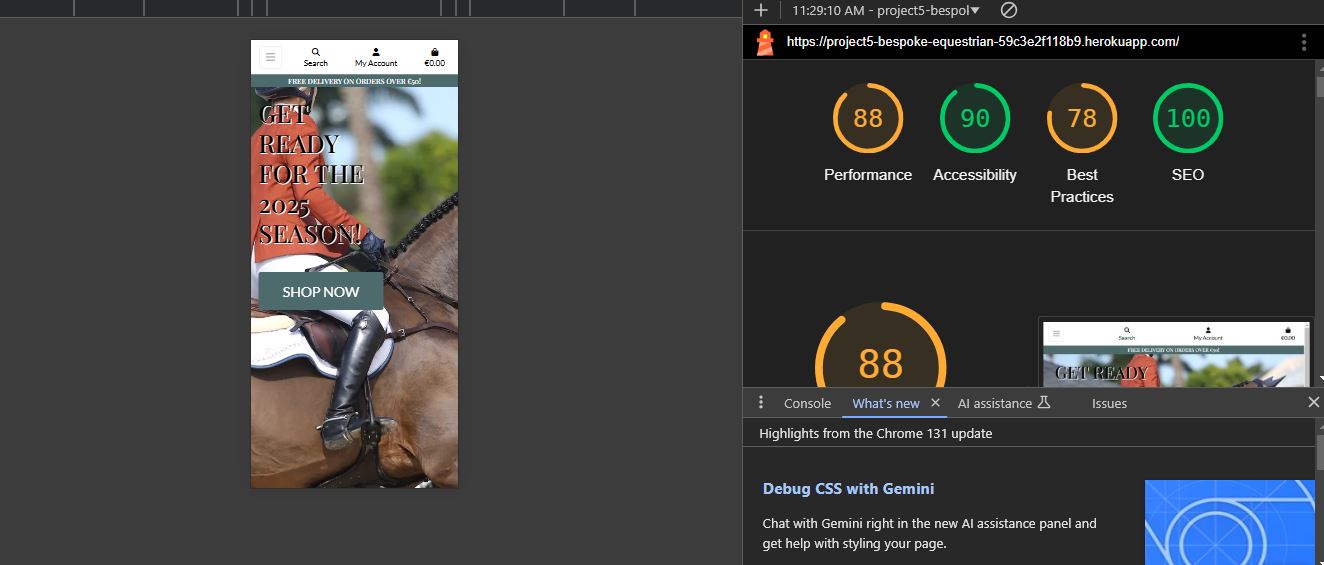 Search
My Account
€0.00
FREE DELIVERY ON ORDERS OVER €50!
GET
READY
FOR THE
2025
SEASON!
SHOP NOW
11:29:10 AM - project5-bespol
https://project5-bespoke-equestrian-59c3e2f118b9.herokuapp.com/
88
Performance
90
Accessibility
78
Best
Practices
100
SEO
88
Search
My Account
€0.00
FREE DELIVERY ON ORDERS OVER €50!
GET READY
Console
What's new
AI assistance
Issues
Highlights from the Chrome 131 update
Debug CSS with Gemini
Chat with Gemini right in the new AI assistance panel and
get help with styling your page.